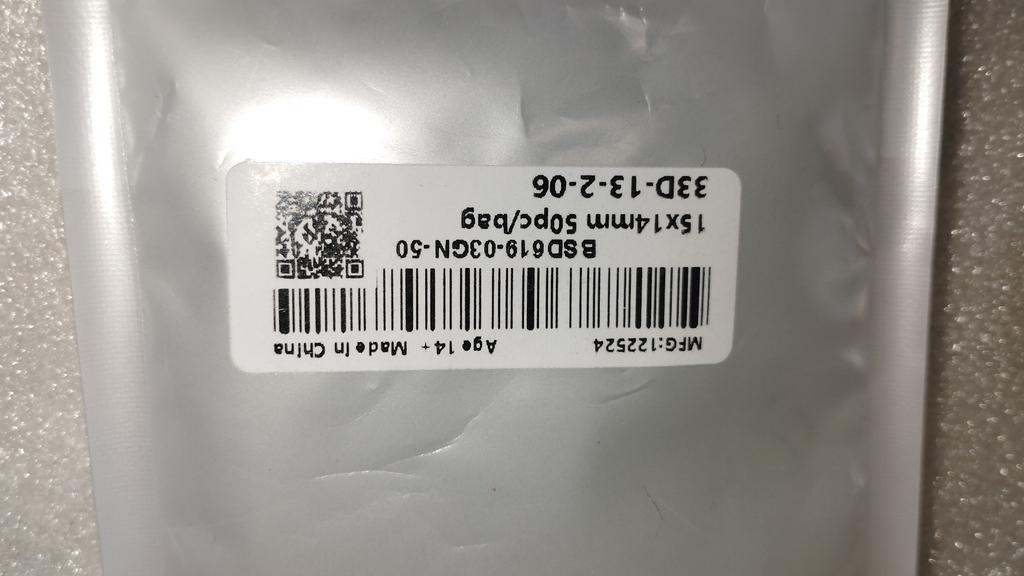 MFG:122524 Age 14+ Made In China
BSD619-03GN-50
15x14mm 50pc/bag
33D-13-2-06